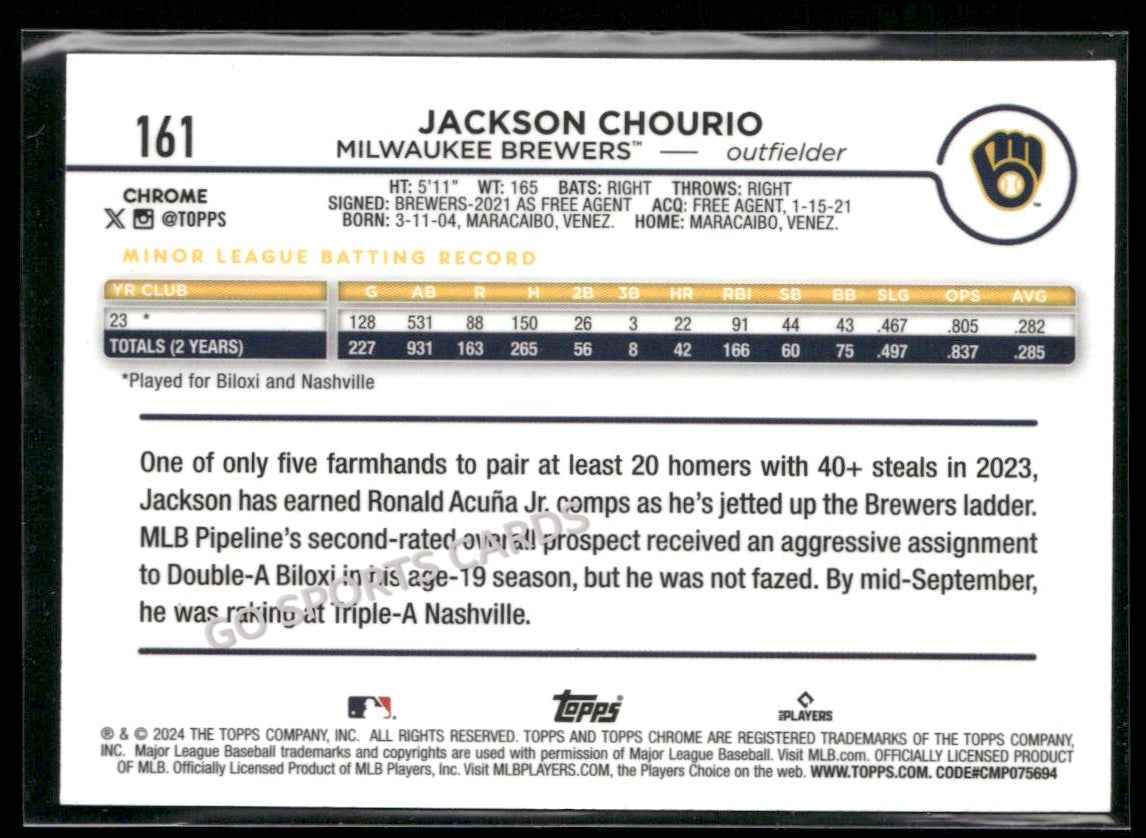 161
JACKSON CHOURIO
MILWAUKEE BREWERS™ — outfielder
CHROME
@TOPPS
HT: 5'11" WT: 165 BATS: RIGHT THROWS: RIGHT
SIGNED: BREWERS-2021 AS FREE AGENT ACQ: FREE AGENT, 1-15-21
BORN: 3-11-04, MARACAIBO, VENEZ. HOME: MARACAIBO, VENEZ.
MINOR LEAGUE BATTING RECORD
YR CLUB G AB R H 2B 3B HR RBI SB BB SLG OPS AVG
23 * 128 531 88 150 26 3 22 91 44 43 .467 .805 .282
TOTALS (2 YEARS) 227 931 163 265 56 8 42 166 60 75 .497 .837 .285
*Played for Biloxi and Nashville
One of only five farmhands to pair at least 20 homers with 40+ steals in 2023,
Jackson has earned Ronald Acuña Jr. comps as he's jetted up the Brewers ladder.
MLB Pipeline's second-rated overall prospect received an aggressive assignment
to Double-A Biloxi in his age-19 season, but he was not fazed. By mid-September,
he was raking at Triple-A Nashville.
GO SPORTS CARDS
topps®
PLAYERS
® & © 2024 THE TOPPS COMPANY, INC. ALL RIGHTS RESERVED. TOPPS AND TOPPS CHROME ARE REGISTERED TRADEMARKS OF THE TOPPS COMPANY,
INC. Major League Baseball trademarks and copyrights are used with permission of Major League Baseball. Visit MLB.com. OFFICIALLY LICENSED PRODUCT
OF MLB. Officially Licensed Product of MLB Players, Inc. Visit MLBPLAYERS.COM, the Players Choice on the web. WWW.TOPPS.COM. CODE#CMP075694